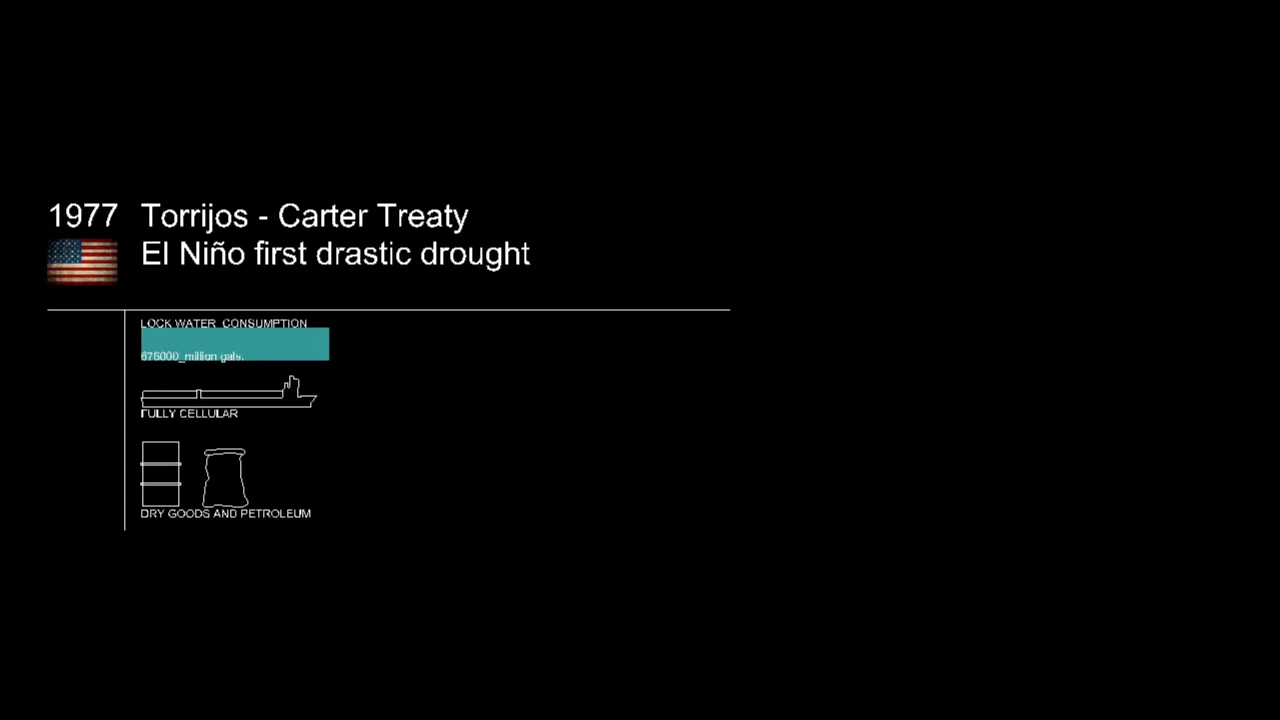 1977 Torrijos - Carter Treaty
El Niño first drastic drought
LOCK WATER CONSUMPTION
676000_million gals.
FULLY CELLULAR
DRY GOODS AND PETROLEUM